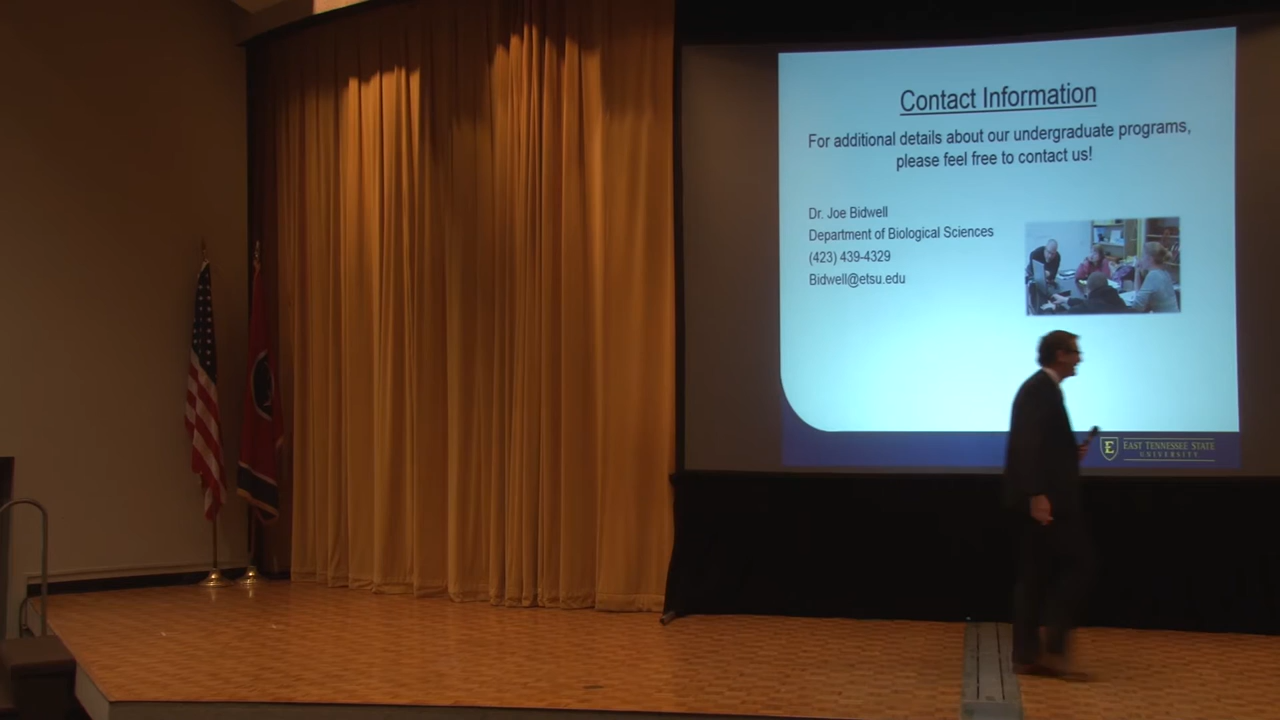 Contact Information
For additional details about our undergraduate programs,
please feel free to contact us!
Dr. Joe Bidwell
Department of Biological Sciences
(423) 439-4329
Bidwell@etsu.edu
E
EAST TENNESSEE STATE
UNIVERSITY